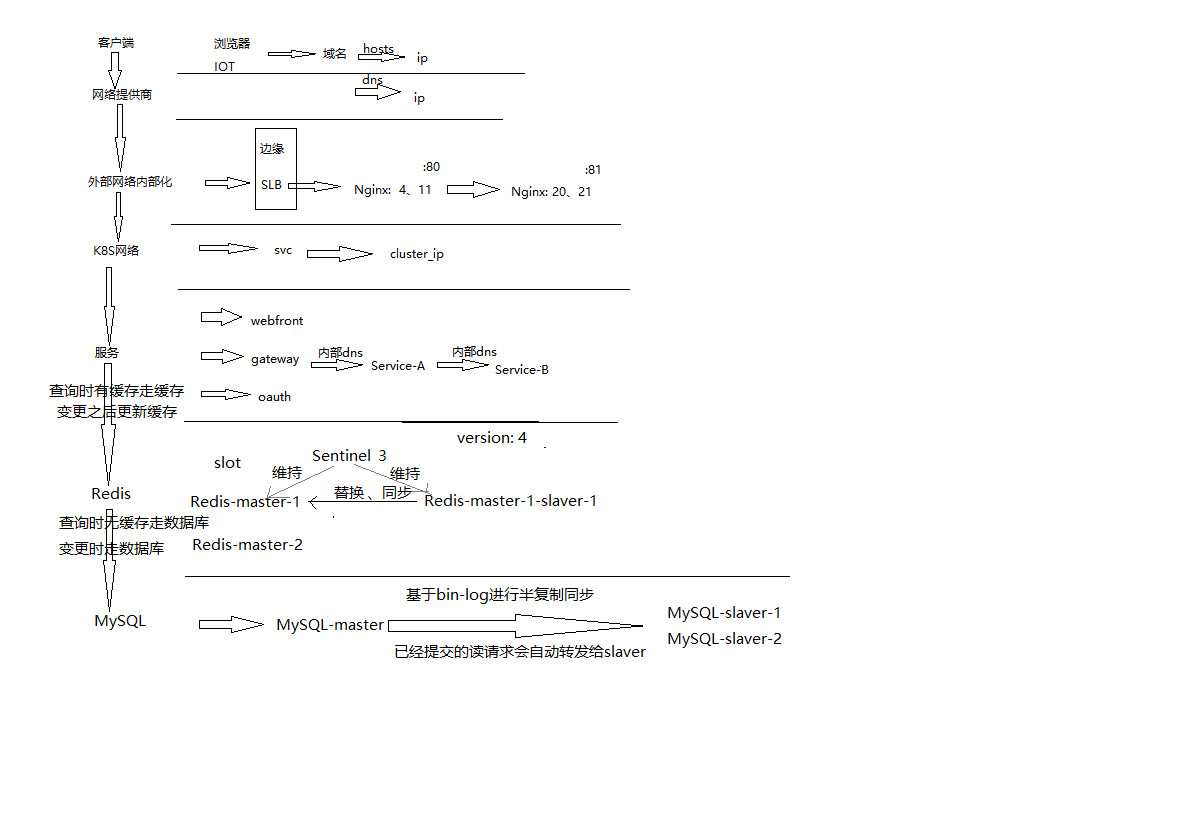 客户端
浏览器
IOT
域名
hosts
ip
网络提供商
dns
ip
外部网络内部化
边缘
SLB
:80
Nginx: 4、11
:81
Nginx: 20、21
K8S网络
svc
cluster_ip
服务
webfront
gateway
内部dns
Service-A
内部dns
Service-B
oauth
查询时有缓存走缓存
变更之后更新缓存
version: 4
slot
Sentinel 3
维持
维持
Redis
Redis-master-1
替换、同步
Redis-master-1-slaver-1
查询时无缓存走数据库
变更时走数据库
Redis-master-2
MySQL
MySQL-master
基于bin-log进行半复制同步
已经提交的读请求会自动转发给slaver
MySQL-slaver-1
MySQL-slaver-2